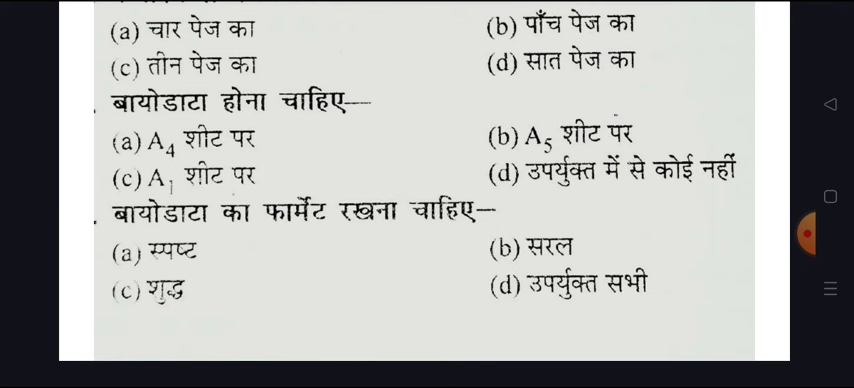 (a) चार पेज का (b) पाँच पेज का
(c) तीन पेज का (d) सात पेज का
बायोडाटा होना चाहिए—
(a) A₄ शीट पर (b) A₅ शीट पर
(c) A₁ शीट पर (d) उपर्युक्त में से कोई नहीं
बायोडाटा का फार्मेट रखना चाहिए—
(a) स्पष्ट (b) सरल
(c) शुद्ध (d) उपर्युक्त सभी